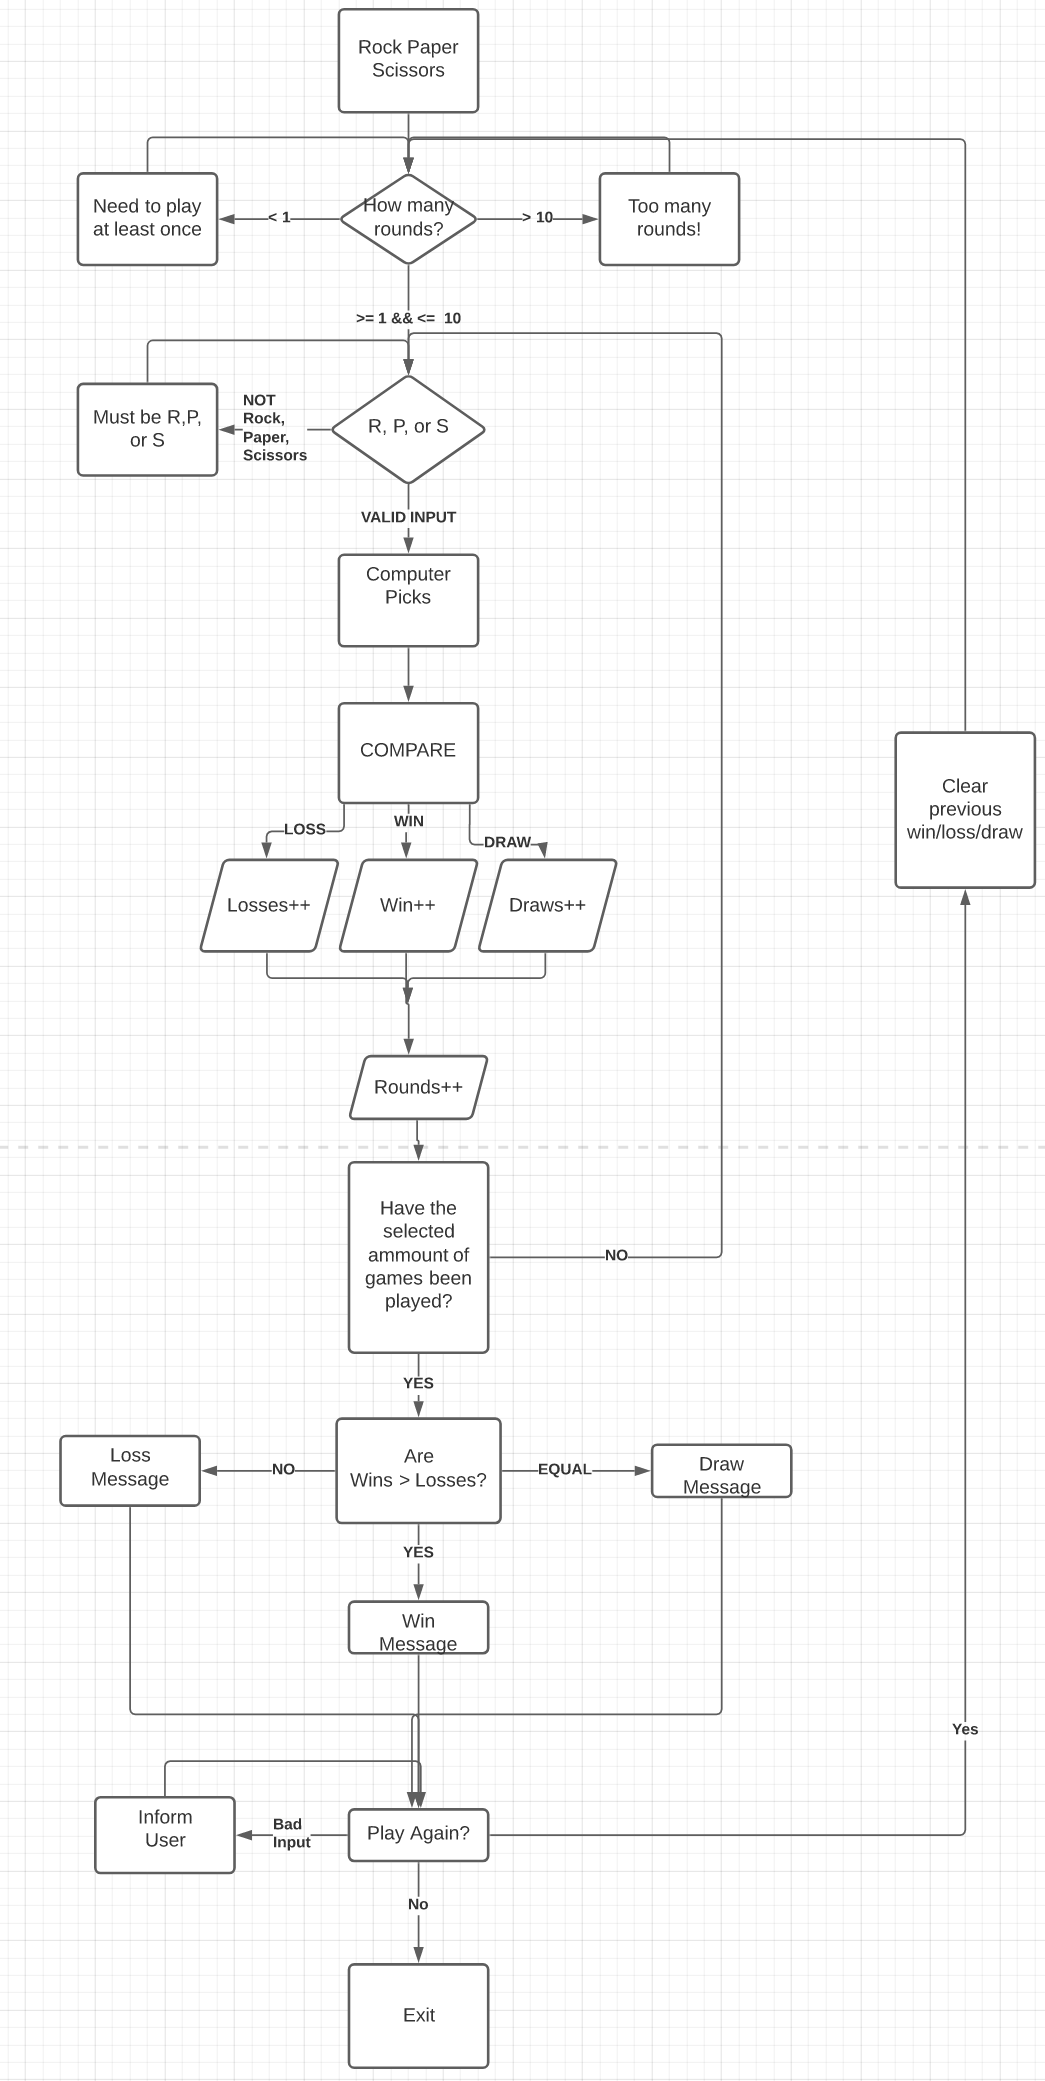 Rock Paper
Scissors
Need to play
at least once
< 1
How many
rounds?
> 10
Too many
rounds!
>= 1 && <=  10
Must be R,P,
or S
NOT
Rock,
Paper,
Scissors
R, P, or S
VALID INPUT
Computer
Picks
COMPARE
LOSS
WIN
DRAW
Clear
previous
win/loss/draw
Losses++
Win++
Draws++
Rounds++
Have the
selected
ammount of
games been
played?
NO
YES
Loss
Message
NO
Are
Wins > Losses?
EQUAL
Draw
Message
YES
Win
Message
Yes
Inform
User
Bad
Input
Play Again?
No
Exit